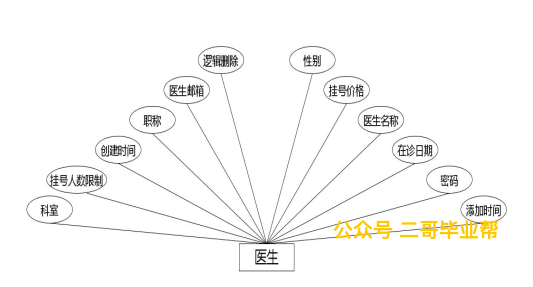 逻辑删除
性别
医生邮箱
挂号价格
职称
医生名称
创建时间
在诊日期
挂号人数限制
密码
科室
添加时间
公众号 二哥毕业帮
医生